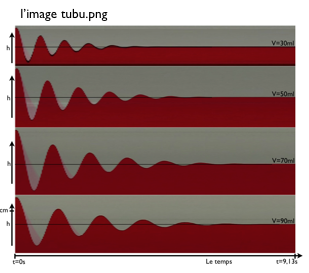 l'image tubu.png
h
V=30ml
h
V=50ml
h
V=70ml
cm
h
V=90ml
t=0s
Le temps
t=9,13s